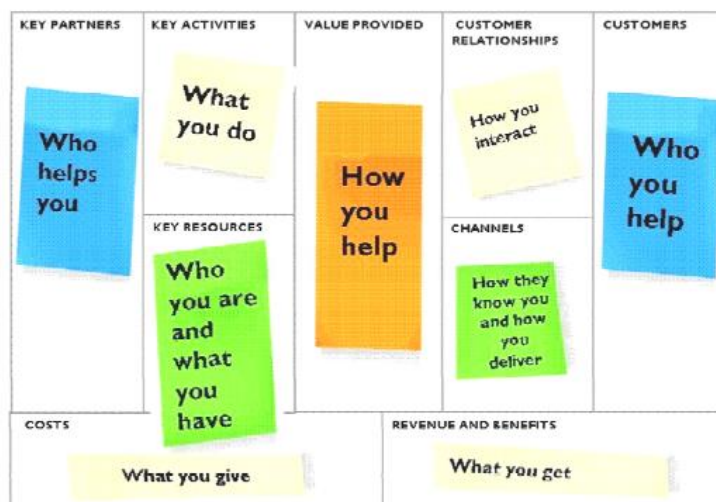 KEY PARTNERS
Who
helps
you
KEY ACTIVITIES
What
you do
KEY RESOURCES
Who
you are
and
what
you
have
VALUE PROVIDED
How
you
help
CUSTOMER
RELATIONSHIPS
How you
interact
CHANNELS
How they
know you
and how
you
deliver
CUSTOMERS
Who
you
help
COSTS
What you give
REVENUE AND BENEFITS
What you get